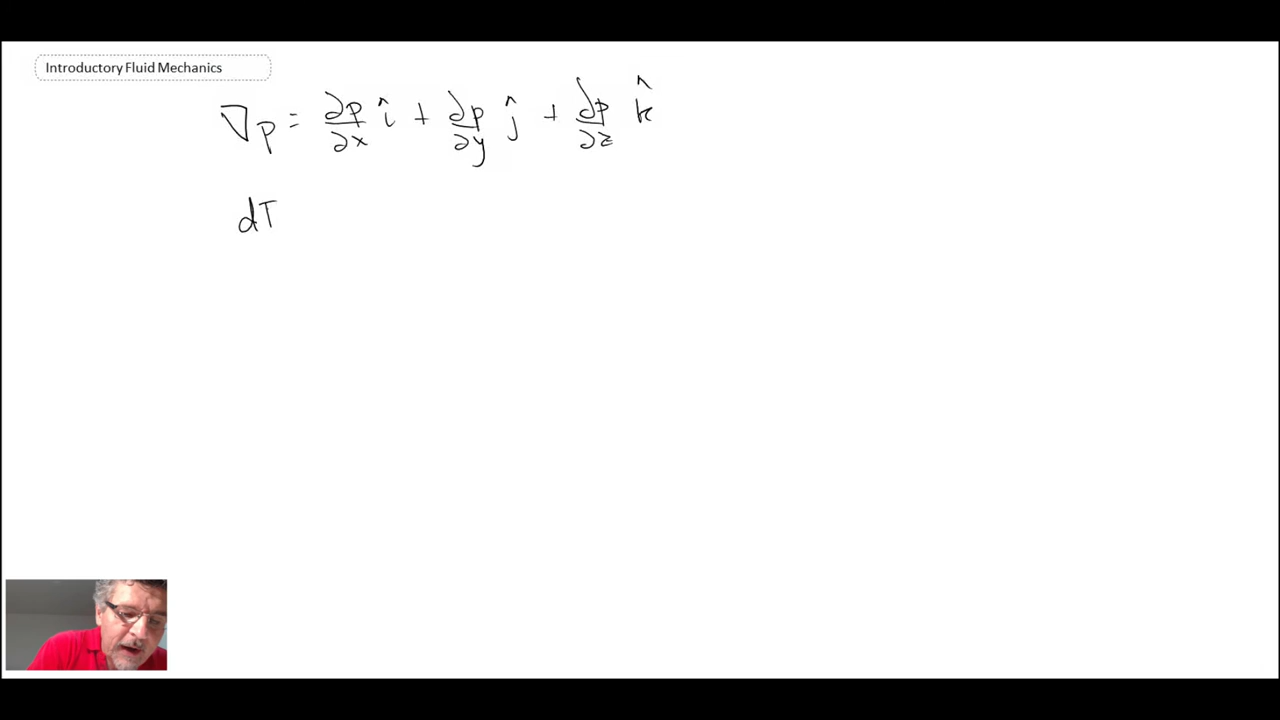 Introductory Fluid Mechanics
∇p = ∂p/∂x î + ∂p/∂y ĵ + ∂p/∂z k̂
dT